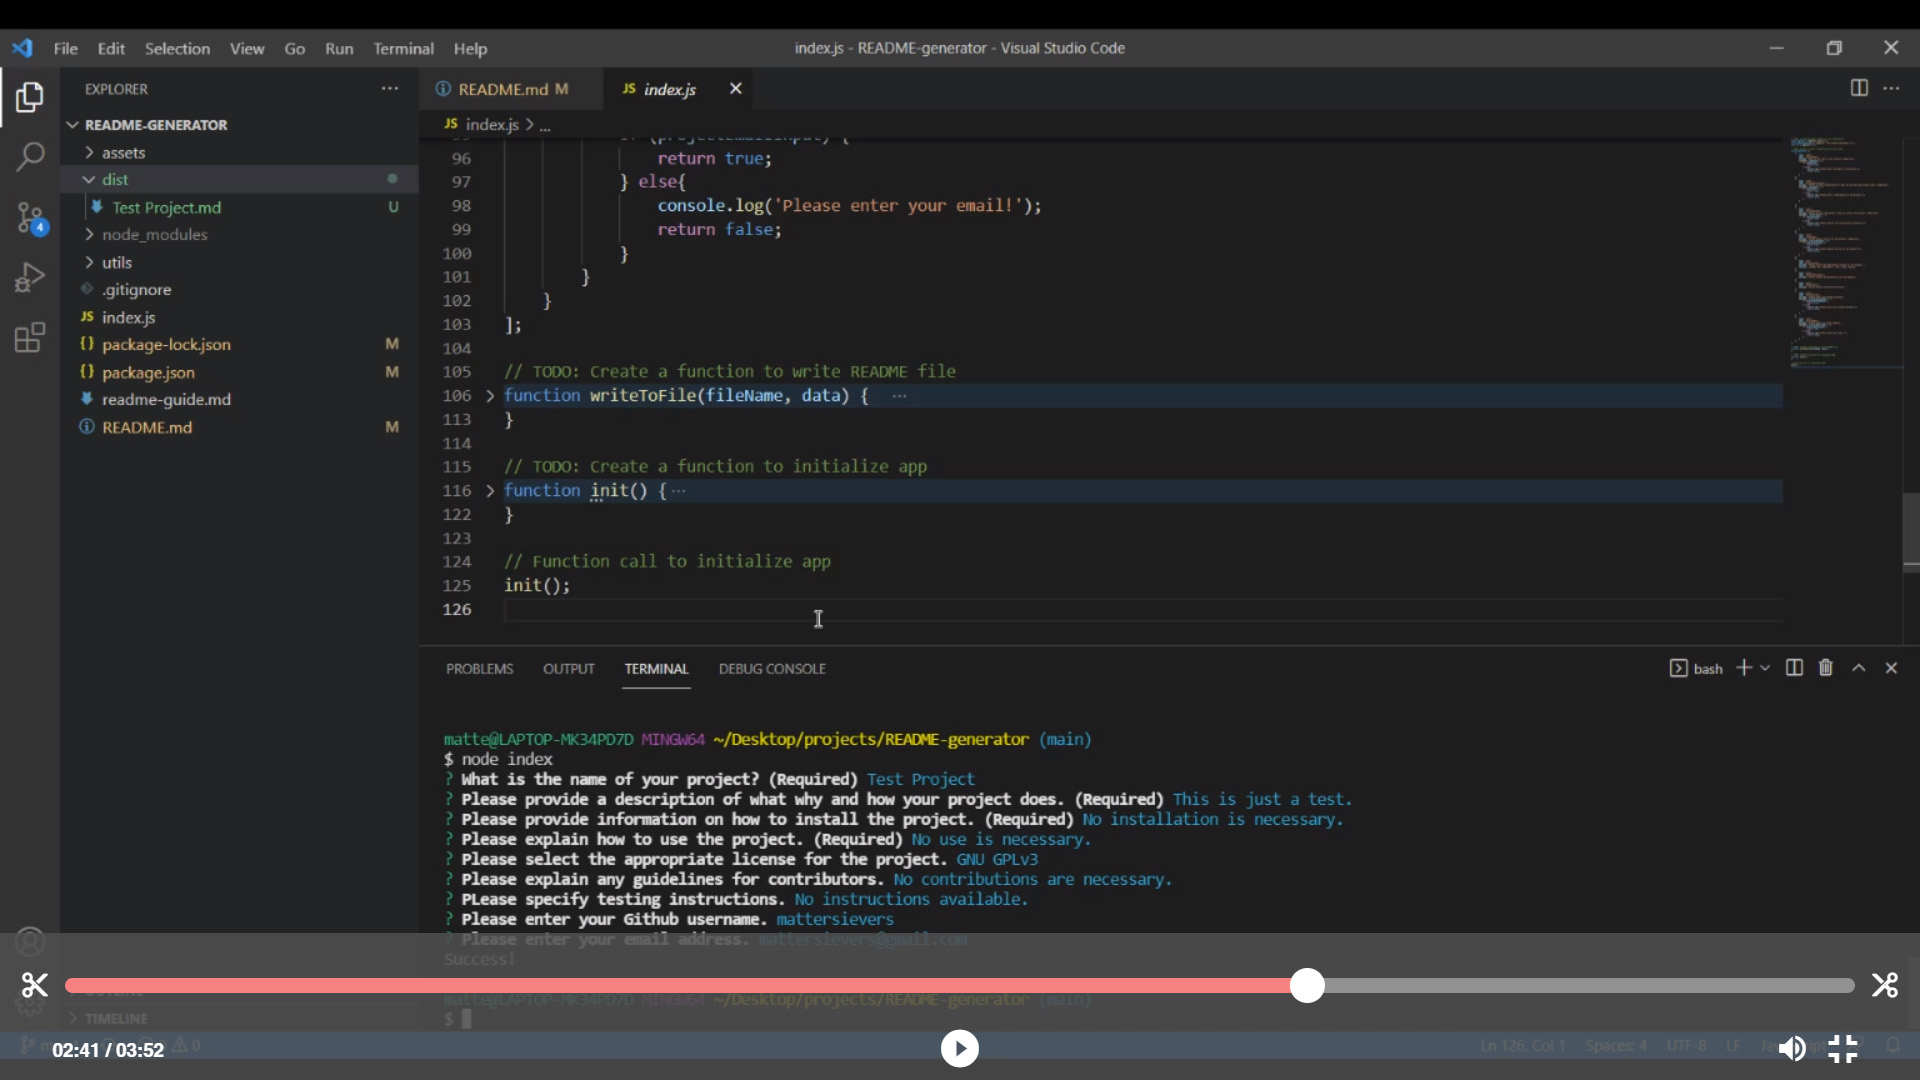 File Edit Selection View Go Run Terminal Help
index.js - README-generator - Visual Studio Code
EXPLORER ...
README-GENERATOR
assets
dist
Test Project.md U
node_modules
utils
.gitignore
JS index.js
{} package-lock.json M
{} package.json M
readme-guide.md
README.md M
4
README.md M
JS index.js
JS index.js > ...
96 return true;
97 } else{
98 console.log('Please enter your email!');
99 return false;
100 }
101 }
102 }
103 ];
104
105 // TODO: Create a function to write README file
106 function writeToFile(fileName, data) { ...
113 }
114
115 // TODO: Create a function to initialize app
116 function init() { ...
122 }
123
124 // Function call to initialize app
125 init();
126
PROBLEMS OUTPUT TERMINAL DEBUG CONSOLE
bash
matte@LAPTOP-MK34PD7D MINGW64 ~/Desktop/projects/README-generator (main)
$ node index
? What is the name of your project? (Required) Test Project
? Please provide a description of what why and how your project does. (Required) This is just a test.
? Please provide information on how to install the project. (Required) No installation is necessary.
? Please explain how to use the project. (Required) No use is necessary.
? Please select the appropriate license for the project. GNU GPLv3
? Please explain any guidelines for contributors. No contributions are necessary.
? PLease specify testing instructions. No instructions available.
? Please enter your Github username. mattersievers
? Please enter your email address. mattersievers@gmail.com
Success!
matte@LAPTOP-MK34PD7D MINGW64 ~/Desktop/projects/README-generator (main)
$
OUTLINE
TIMELINE
02:41 / 03:52
Ln 126, Col 1 Spaces: 4 UTF-8 LF